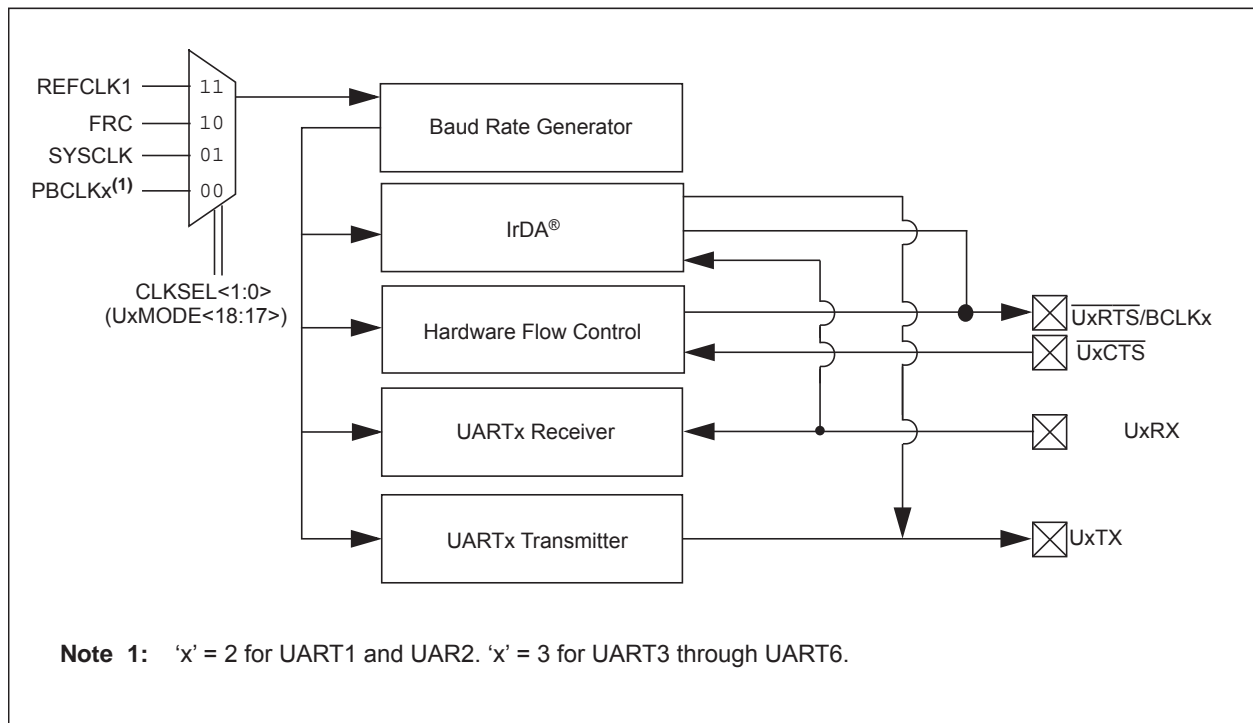 REFCLK1
11
FRC
10
SYSCLK
01
PBCLKx(1)
00
CLKSEL<1:0>
(UxMODE<18:17>)
Baud Rate Generator
IrDA®
Hardware Flow Control
UARTx Receiver
UARTx Transmitter
UxRTS/BCLKx
UxCTS
UxRX
UxTX
Note 1: ‘x’ = 2 for UART1 and UAR2. ‘x’ = 3 for UART3 through UART6.